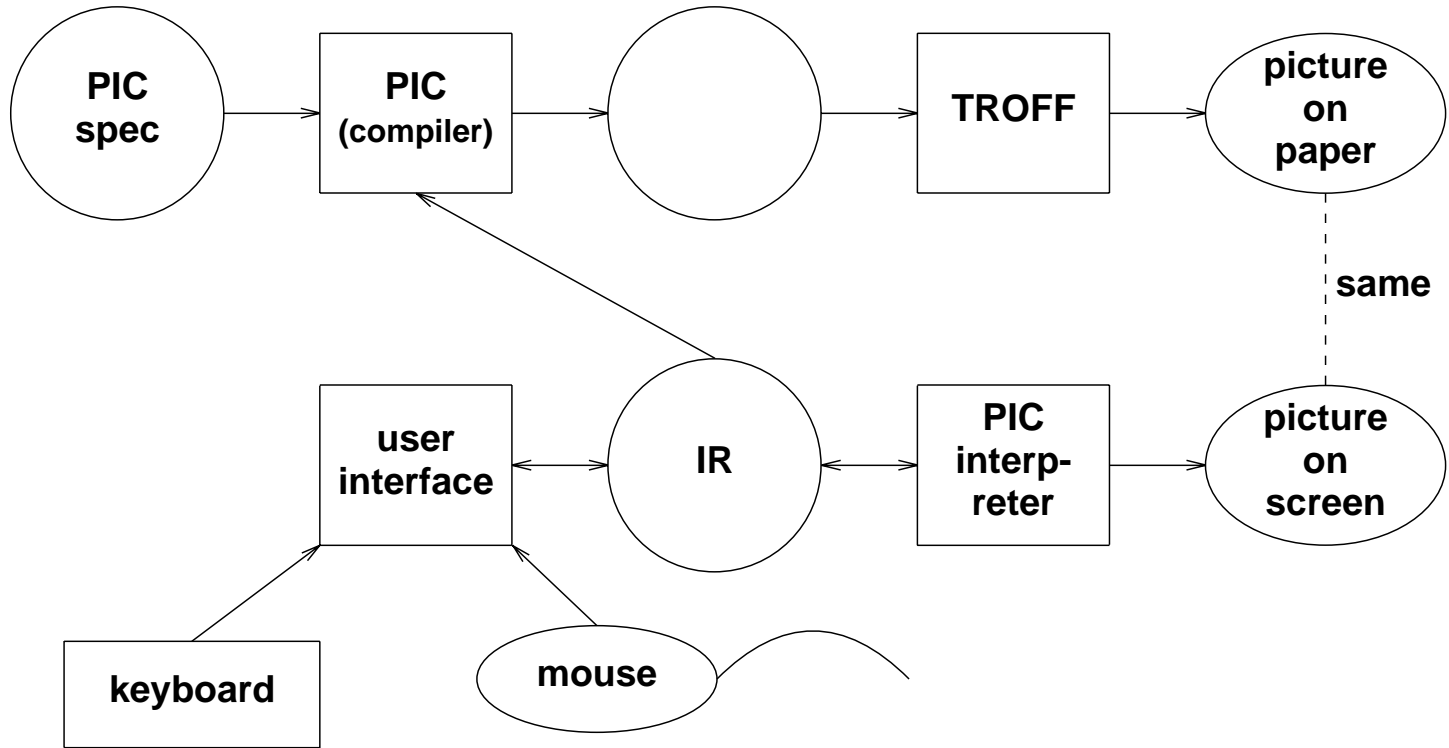 PIC
spec
PIC
(compiler)
TROFF
picture
on
paper
same
user
interface
IR
PIC
interp-
reter
picture
on
screen
keyboard
mouse